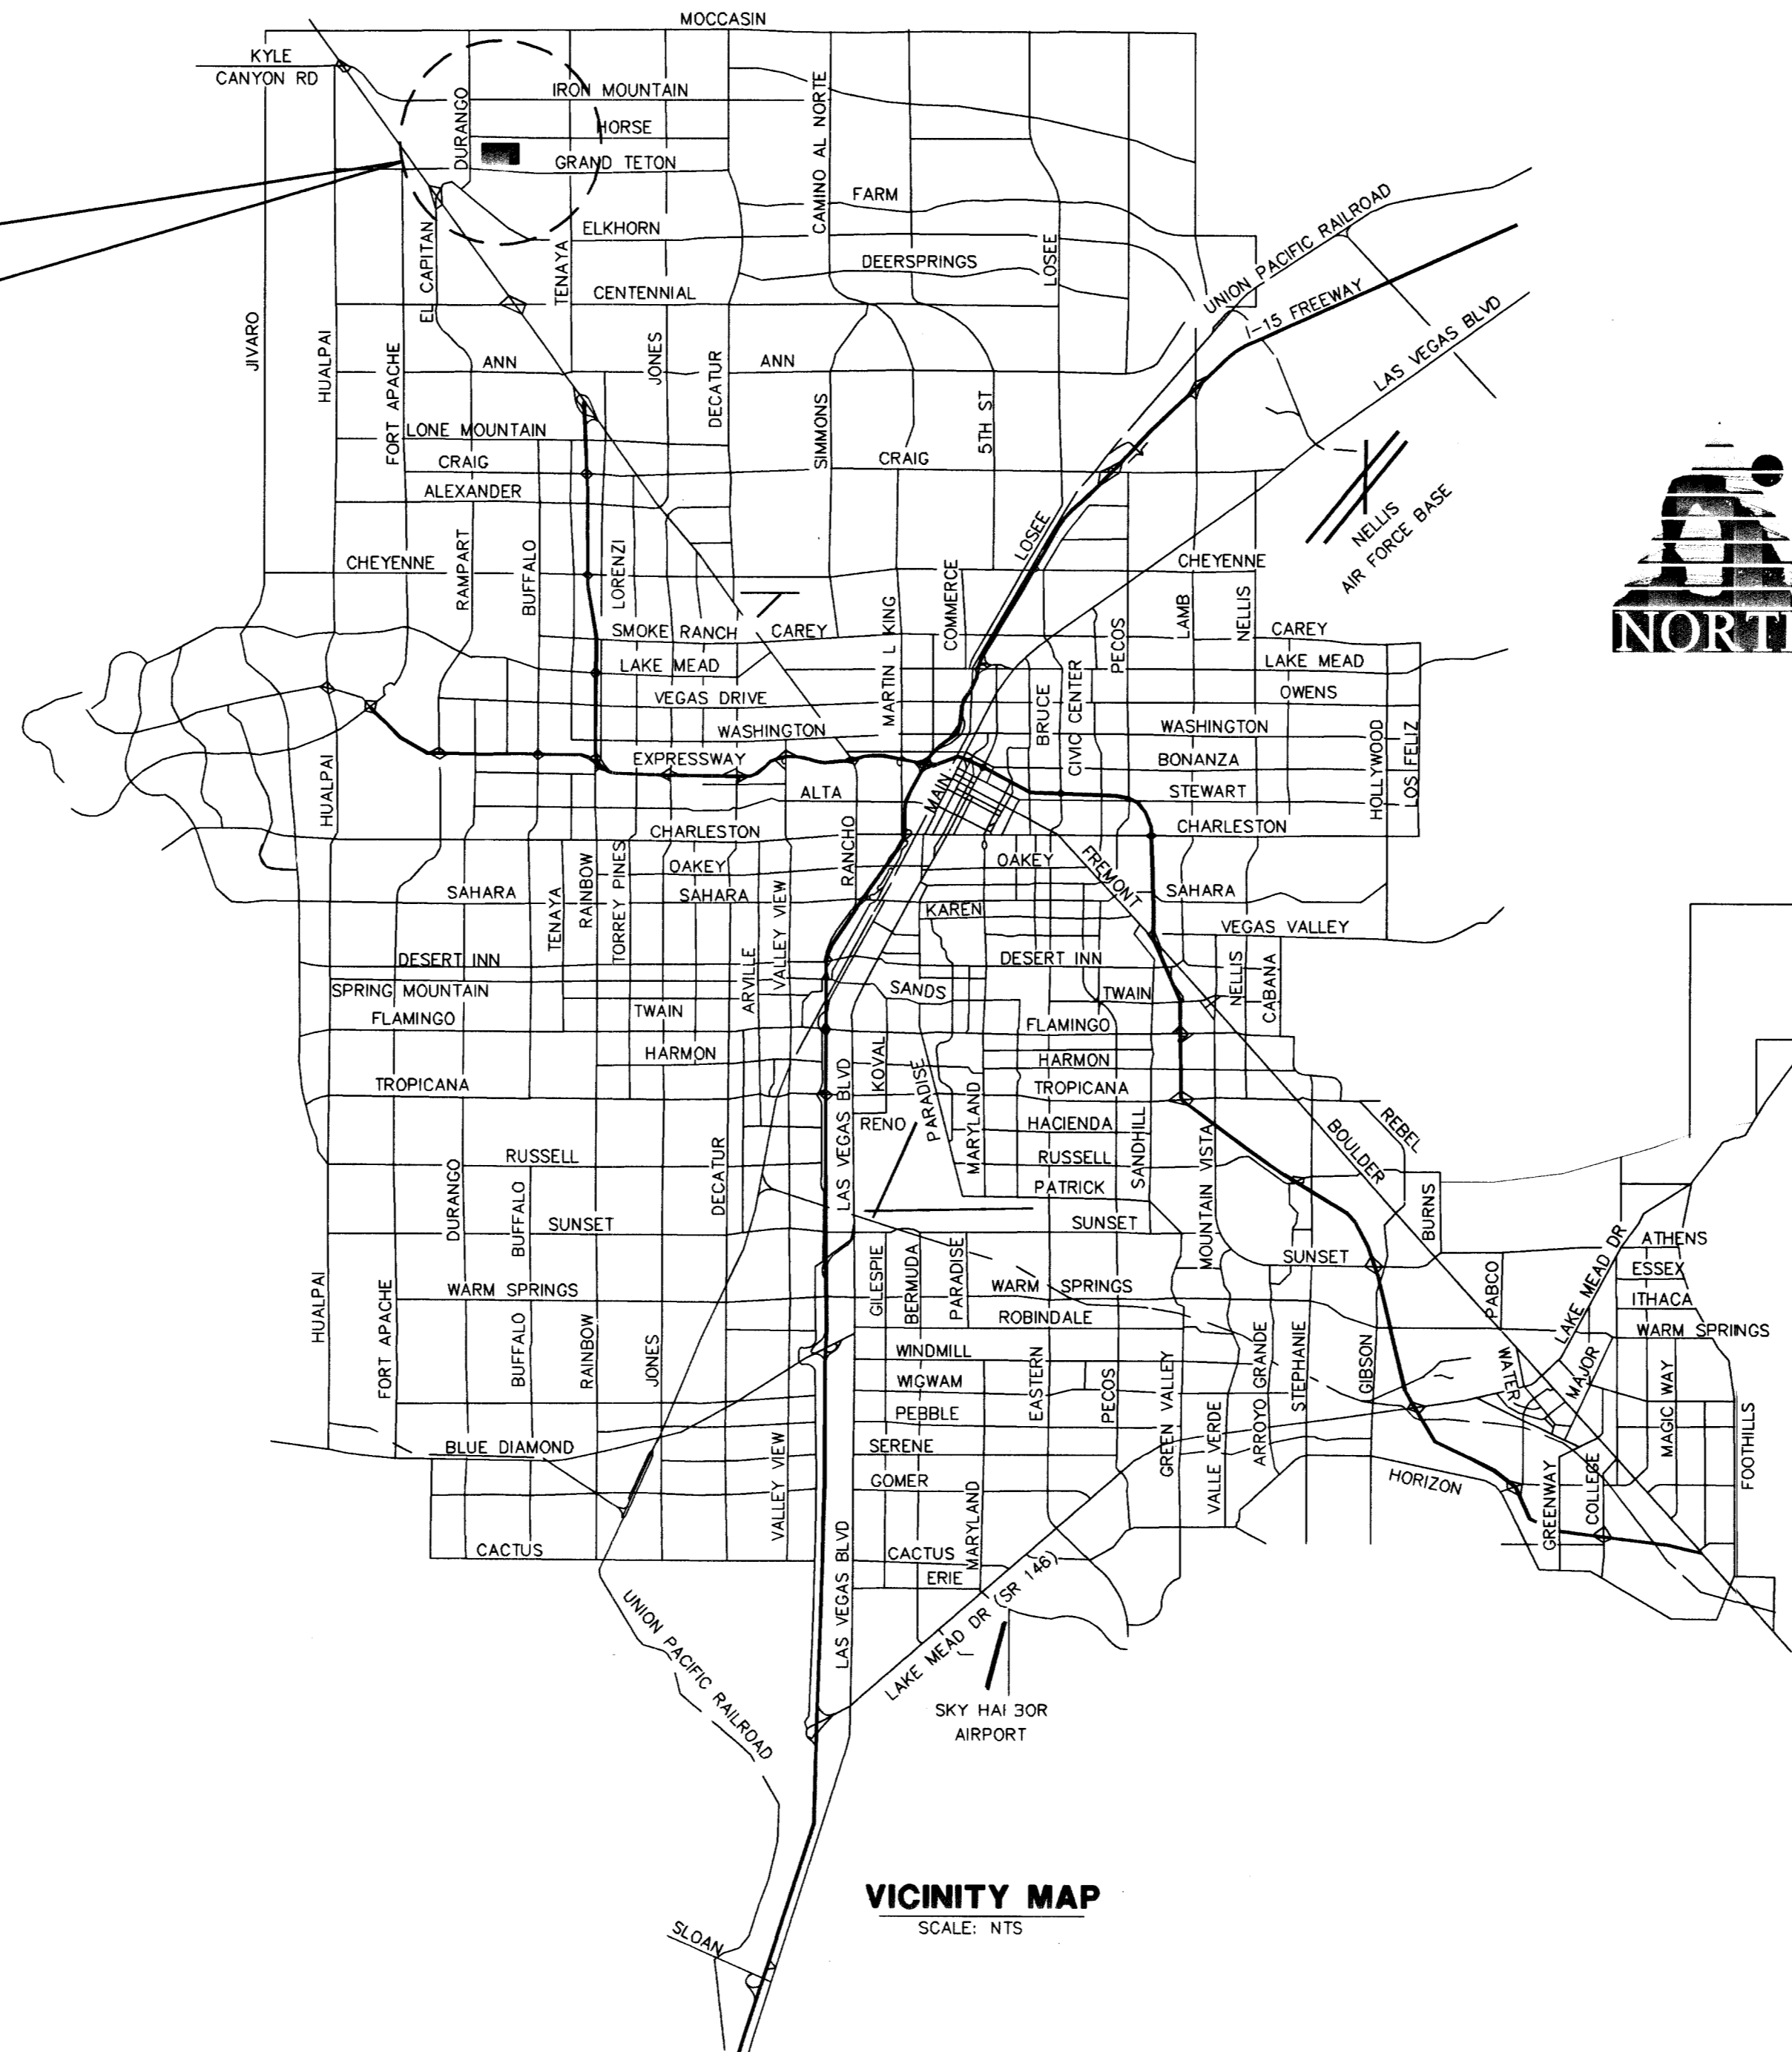 MOCCASIN
KYLE
CANYON RD
IRON MOUNTAIN
DURANGO
CAMINO AL NORTE
HORSE
GRAND TETON
FARM
ELKHORN
UNION PACIFIC RAILROAD
EL CAPITAN
TENAYA
DEERSPRINGS
LOSEE
CENTENNIAL
I-15 FREEWAY
LAS VEGAS BLVD
JIVARO
HUALPAI
FORT APACHE
ANN
JONES
DECATUR
ANN
SIMMONS
5TH ST
LONE MOUNTAIN
CRAIG
CRAIG
ALEXANDER
NELLIS
AIR FORCE BASE
LOSEE
CHEYENNE
RAMPART
BUFFALO
LORENZI
COMMERCE
CHEYENNE
NORT
SMOKE RANCH
CAREY
MARTIN L KING
PECOS
LAMB
NELLIS
CAREY
LAKE MEAD
LAKE MEAD
VEGAS DRIVE
BRUCE
CIVIC CENTER
OWENS
WASHINGTON
WASHINGTON
HOLLYWOOD
LOS FELIZ
HUALPAI
EXPRESSWAY
BONANZA
ALTA
MAIN
STEWART
CHARLESTON
RANCHO
CHARLESTON
RAINBOW
TORREY PINES
OAKEY
OAKEY
FREMONT
SAHARA
TENAYA
SAHARA
VALLEY VIEW
SAHARA
KAREN
VEGAS VALLEY
DESERT INN
ARVILLE
DESERT INN
NELLIS
CABANA
SPRING MOUNTAIN
SANDS
TWAIN
TWAIN
FLAMINGO
FLAMINGO
HARMON
KOVAL
HARMON
TROPICANA
LAS VEGAS BLVD
PARADISE
MARYLAND
TROPICANA
RENO
HACIENDA
SANDHILL
MOUNTAIN VISTA
BOULDER
REBEL
RUSSELL
RUSSELL
DURANGO
BUFFALO
DECATUR
PATRICK
BURNS
SUNSET
SUNSET
SUNSET
LAKE MEAD DR
ATHENS
HUALPAI
FORT APACHE
GILESPIE
BERMUDA
PARADISE
PABCO
ESSEX
WARM SPRINGS
WARM SPRINGS
ITHACA
BUFFALO
RAINBOW
JONES
ROBINDALE
WARM SPRINGS
WINDMILL
EASTERN
PECOS
GREEN VALLEY
VALLE VERDE
ARROYO GRANDE
STEPHANIE
GIBSON
WATER
MAJOR
MAGIC WAY
FOOTHILLS
WIGWAM
PEBBLE
BLUE DIAMOND
VALLEY VIEW
SERENE
GOMER
MARYLAND
HORIZON
GREENWAY
COLLEGE
CACTUS
LAS VEGAS BLVD
CACTUS
ERIE
UNION PACIFIC RAILROAD
LAKE MEAD DR (SR 146)
SKY HAI 3OR
AIRPORT
VICINITY MAP
SCALE: NTS
SLOAN